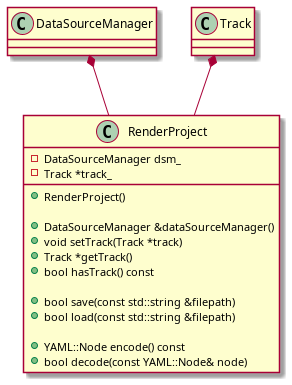 C DataSourceManager
C Track
C RenderProject
DataSourceManager dsm_
Track *track_
RenderProject()
DataSourceManager &dataSourceManager()
void setTrack(Track *track)
Track *getTrack()
bool hasTrack() const
bool save(const std::string &filepath)
bool load(const std::string &filepath)
YAML::Node encode() const
bool decode(const YAML::Node& node)